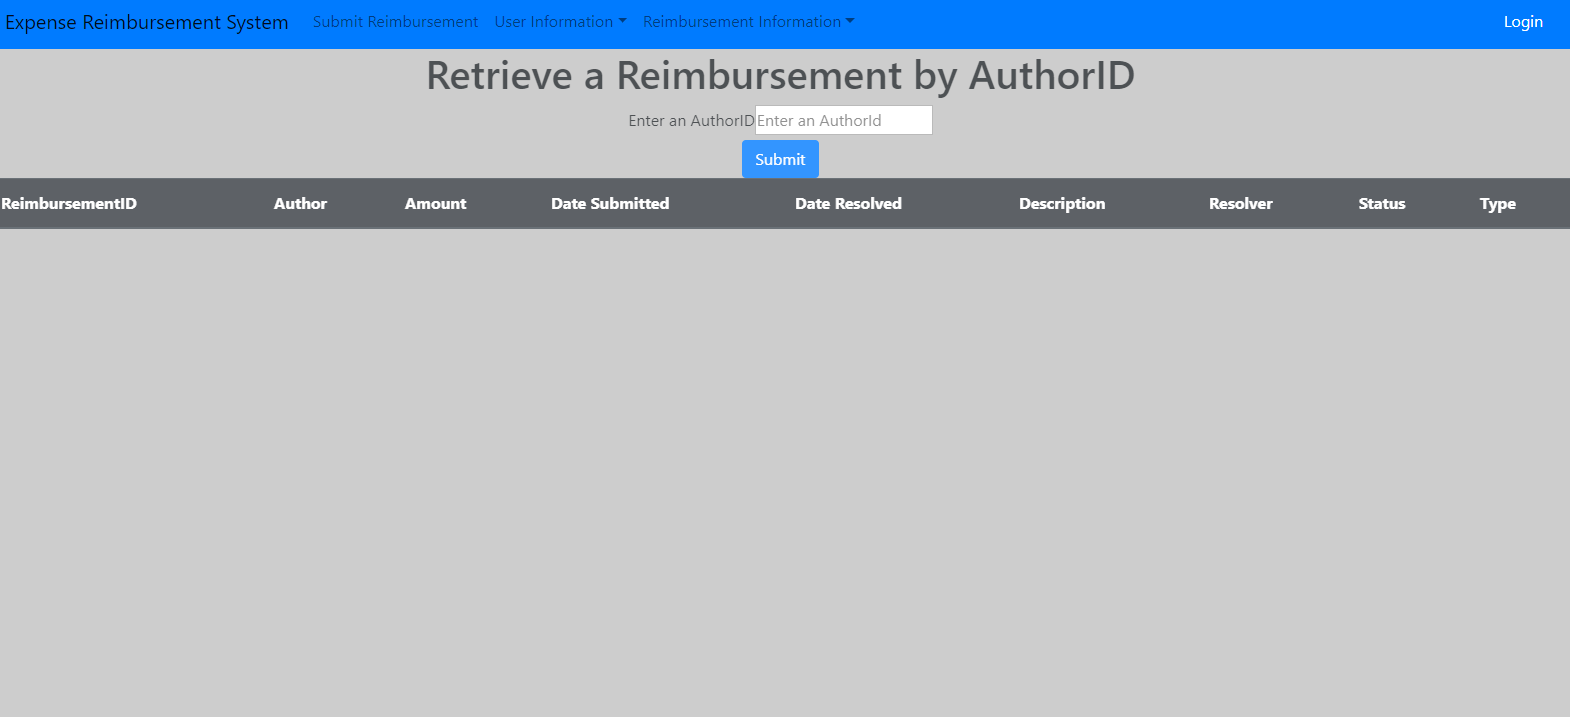 Expense Reimbursement System Submit Reimbursement User Information Reimbursement Information Login
Retrieve a Reimbursement by AuthorID
Enter an AuthorID Enter an AuthorId
Submit
ReimbursementID Author Amount Date Submitted Date Resolved Description Resolver Status Type